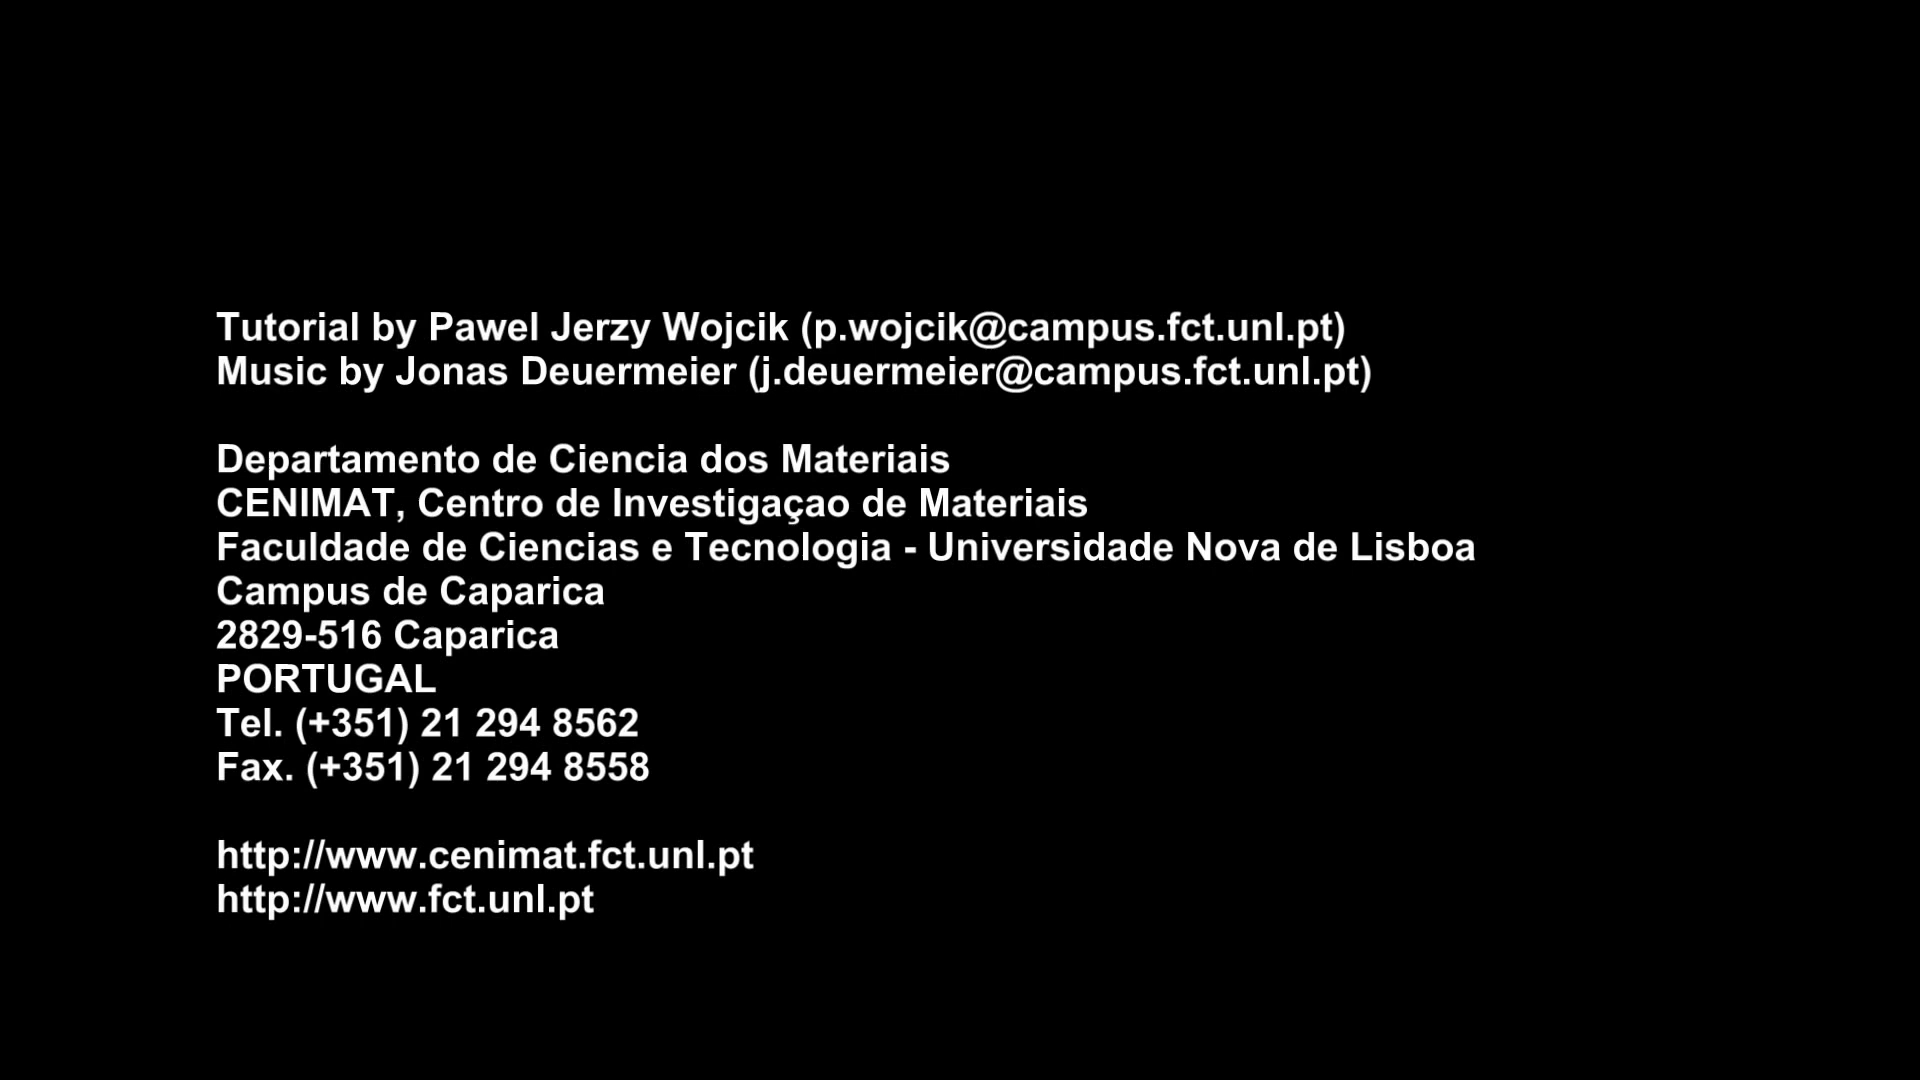 Tutorial by Pawel Jerzy Wojcik (p.wojcik@campus.fct.unl.pt)
Music by Jonas Deuermeier (j.deuermeier@campus.fct.unl.pt)
Departamento de Ciencia dos Materiais
CENIMAT, Centro de Investigaçao de Materiais
Faculdade de Ciencias e Tecnologia - Universidade Nova de Lisboa
Campus de Caparica
2829-516 Caparica
PORTUGAL
Tel. (+351) 21 294 8562
Fax. (+351) 21 294 8558
http://www.cenimat.fct.unl.pt
http://www.fct.unl.pt